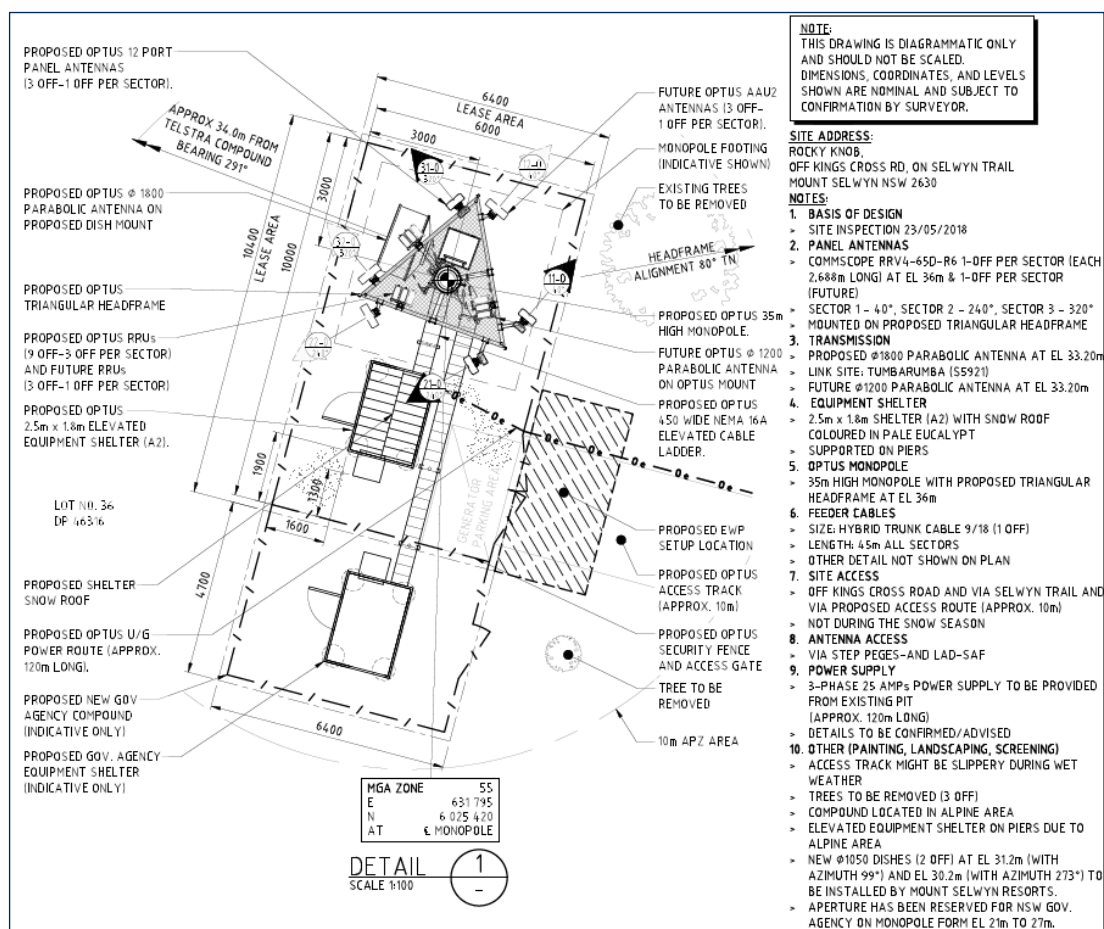 PROPOSED OPTUS 12 PORT
PANEL ANTENNAS
(3 OFF-1 OFF PER SECTOR).
APPROX 34.0m FROM
TELSTRA COMPOUND
BEARING 291°
PROPOSED OPTUS Ø 1800
PARABOLIC ANTENNA ON
PROPOSED DISH MOUNT
PROPOSED OPTUS
TRIANGULAR HEADFRAME
PROPOSED OPTUS RRUs
(9 OFF-3 OFF PER SECTOR)
AND FUTURE RRUs
(3 OFF-1 OFF PER SECTOR)
PROPOSED OPTUS
2.5m x 1.8m ELEVATED
EQUIPMENT SHELTER (A2).
LOT NO. 36
DP 46316
PROPOSED SHELTER
SNOW ROOF
PROPOSED OPTUS U/G
POWER ROUTE (APPROX.
120m LONG).
PROPOSED NEW GOV
AGENCY COMPOUND
(INDICATIVE ONLY)
PROPOSED GOV. AGENCY
EQUIPMENT SHELTER
(INDICATIVE ONLY)
6400
LEASE AREA
6000
3000
3000
10400
LEASE AREA
10000
1900
1300
1600
4700
6400
31-0
11-0
21-0
GENERATOR
PARKING AREA
HEADFRAME
ALIGNMENT 80° TN
FUTURE OPTUS AAU2
ANTENNAS (3 OFF-
1 OFF PER SECTOR).
MONOPOLE FOOTING
(INDICATIVE SHOWN)
EXISTING TREES
TO BE REMOVED
PROPOSED OPTUS 35m
HIGH MONOPOLE.
FUTURE OPTUS Ø 1200
PARABOLIC ANTENNA
ON OPTUS MOUNT
PROPOSED OPTUS
450 WIDE NEMA 16A
ELEVATED CABLE
LADDER.
PROPOSED EWP
SETUP LOCATION
PROPOSED OPTUS
ACCESS TRACK
(APPROX. 10m)
PROPOSED OPTUS
SECURITY FENCE
AND ACCESS GATE
TREE TO BE
REMOVED
10m APZ AREA
MGA ZONE 55
E 631 795
N 6 025 420
AT ℄ MONOPOLE
DETAIL 1
SCALE 1:100 -
NOTE:
THIS DRAWING IS DIAGRAMMATIC ONLY
AND SHOULD NOT BE SCALED.
DIMENSIONS, COORDINATES, AND LEVELS
SHOWN ARE NOMINAL AND SUBJECT TO
CONFIRMATION BY SURVEYOR.
SITE ADDRESS:
ROCKY KNOB,
OFF KINGS CROSS RD, ON SELWYN TRAIL
MOUNT SELWYN NSW 2630
NOTES:
1. BASIS OF DESIGN
> SITE INSPECTION 23/05/2018
2. PANEL ANTENNAS
> COMMSCOPE RRV4-65D-R6 1-OFF PER SECTOR (EACH
2,688m LONG) AT EL 36m & 1-OFF PER SECTOR
(FUTURE)
> SECTOR 1 - 40°, SECTOR 2 - 240°, SECTOR 3 - 320°
> MOUNTED ON PROPOSED TRIANGULAR HEADFRAME
3. TRANSMISSION
> PROPOSED Ø1800 PARABOLIC ANTENNA AT EL 33.20m
> LINK SITE: TUMBARUMBA (S5921)
> FUTURE Ø1200 PARABOLIC ANTENNA AT EL 33.20m
4. EQUIPMENT SHELTER
> 2.5m x 1.8m SHELTER (A2) WITH SNOW ROOF
COLOURED IN PALE EUCALYPT
> SUPPORTED ON PIERS
5. OPTUS MONOPOLE
> 35m HIGH MONOPOLE WITH PROPOSED TRIANGULAR
HEADFRAME AT EL 36m
6. FEEDER CABLES
> SIZE: HYBRID TRUNK CABLE 9/18 (1 OFF)
> LENGTH: 45m ALL SECTORS
> OTHER DETAIL NOT SHOWN ON PLAN
7. SITE ACCESS
> OFF KINGS CROSS ROAD AND VIA SELWYN TRAIL AND
VIA PROPOSED ACCESS ROUTE (APPROX. 10m)
> NOT DURING THE SNOW SEASON
8. ANTENNA ACCESS
> VIA STEP PEGES-AND LAD-SAF
9. POWER SUPPLY
> 3-PHASE 25 AMPs POWER SUPPLY TO BE PROVIDED
FROM EXISTING PIT
(APPROX. 120m LONG)
> DETAILS TO BE CONFIRMED/ADVISED
10. OTHER (PAINTING, LANDSCAPING, SCREENING)
> ACCESS TRACK MIGHT BE SLIPPERY DURING WET
WEATHER
> TREES TO BE REMOVED (3 OFF)
> COMPOUND LOCATED IN ALPINE AREA
> ELEVATED EQUIPMENT SHELTER ON PIERS DUE TO
ALPINE AREA
> NEW Ø1050 DISHES (2 OFF) AT EL 31.2m (WITH
AZIMUTH 99°) AND EL 30.2m (WITH AZIMUTH 273°) TO
BE INSTALLED BY MOUNT SELWYN RESORTS.
> APERTURE HAS BEEN RESERVED FOR NSW GOV.
AGENCY ON MONOPOLE FORM EL 21m TO 27m.